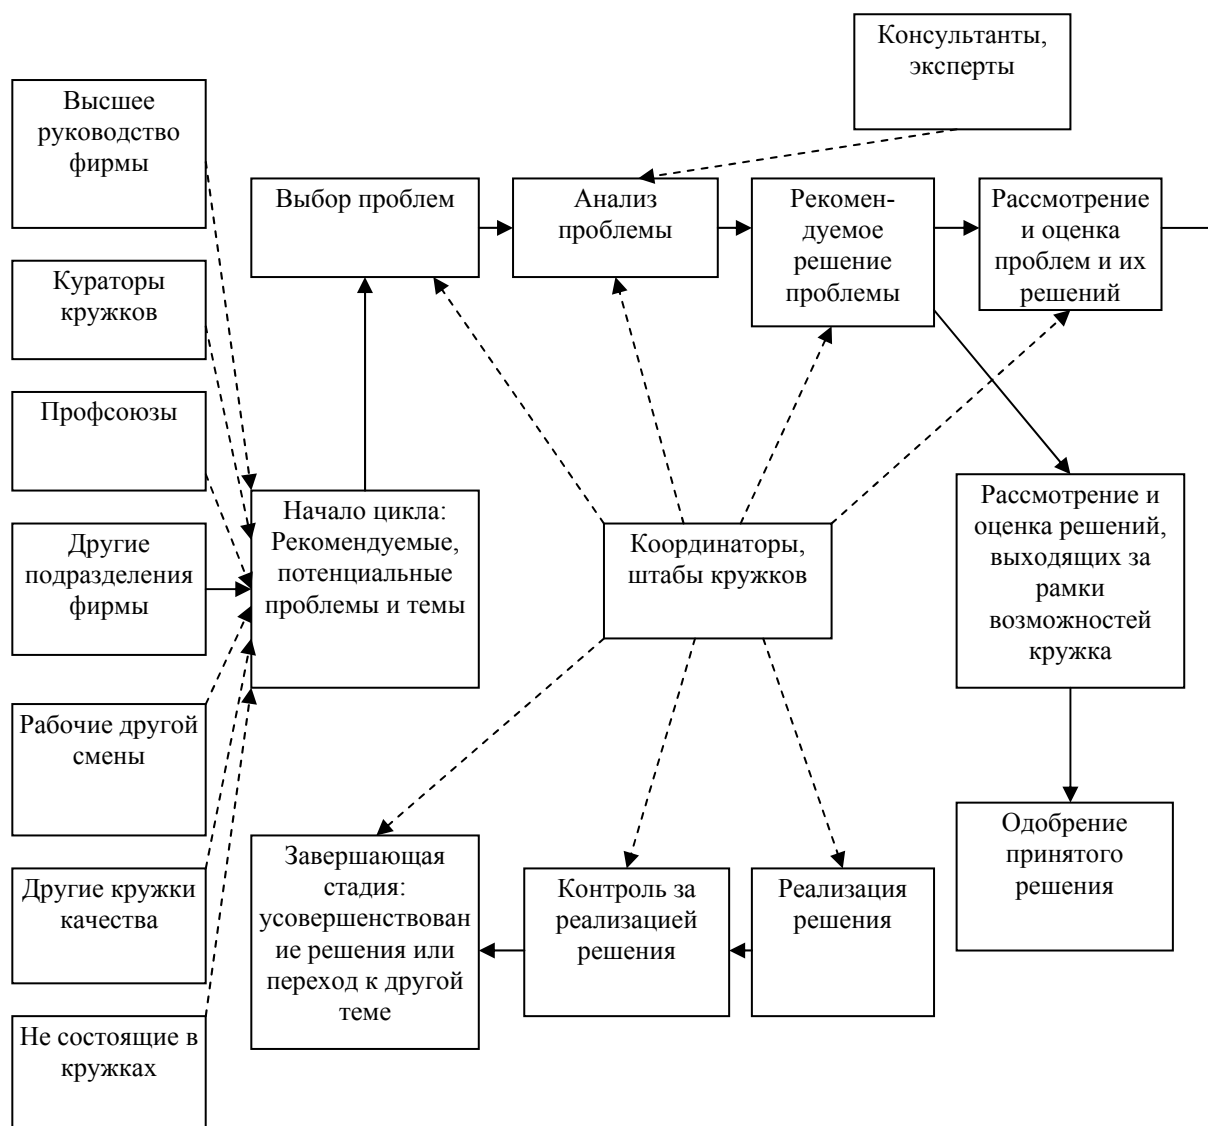 Консультанты,
эксперты
Высшее
руководство
фирмы
Выбор проблем
Анализ
проблемы
Рекомен-
дуемое
решение
проблемы
Рассмотрение
и оценка
проблем и их
решений
Кураторы
кружков
Профсоюзы
Другие
подразделения
фирмы
Начало цикла:
Рекомендуемые,
потенциальные
проблемы и темы
Координаторы,
штабы кружков
Рассмотрение и
оценка решений,
выходящих за
рамки
возможностей
кружка
Рабочие другой
смены
Другие кружки
качества
Не состоящие в
кружках
Завершающая
стадия:
усовершенствован
ие решения или
переход к другой
теме
Контроль за
реализацией
решения
Реализация
решения
Одобрение
принятого
решения